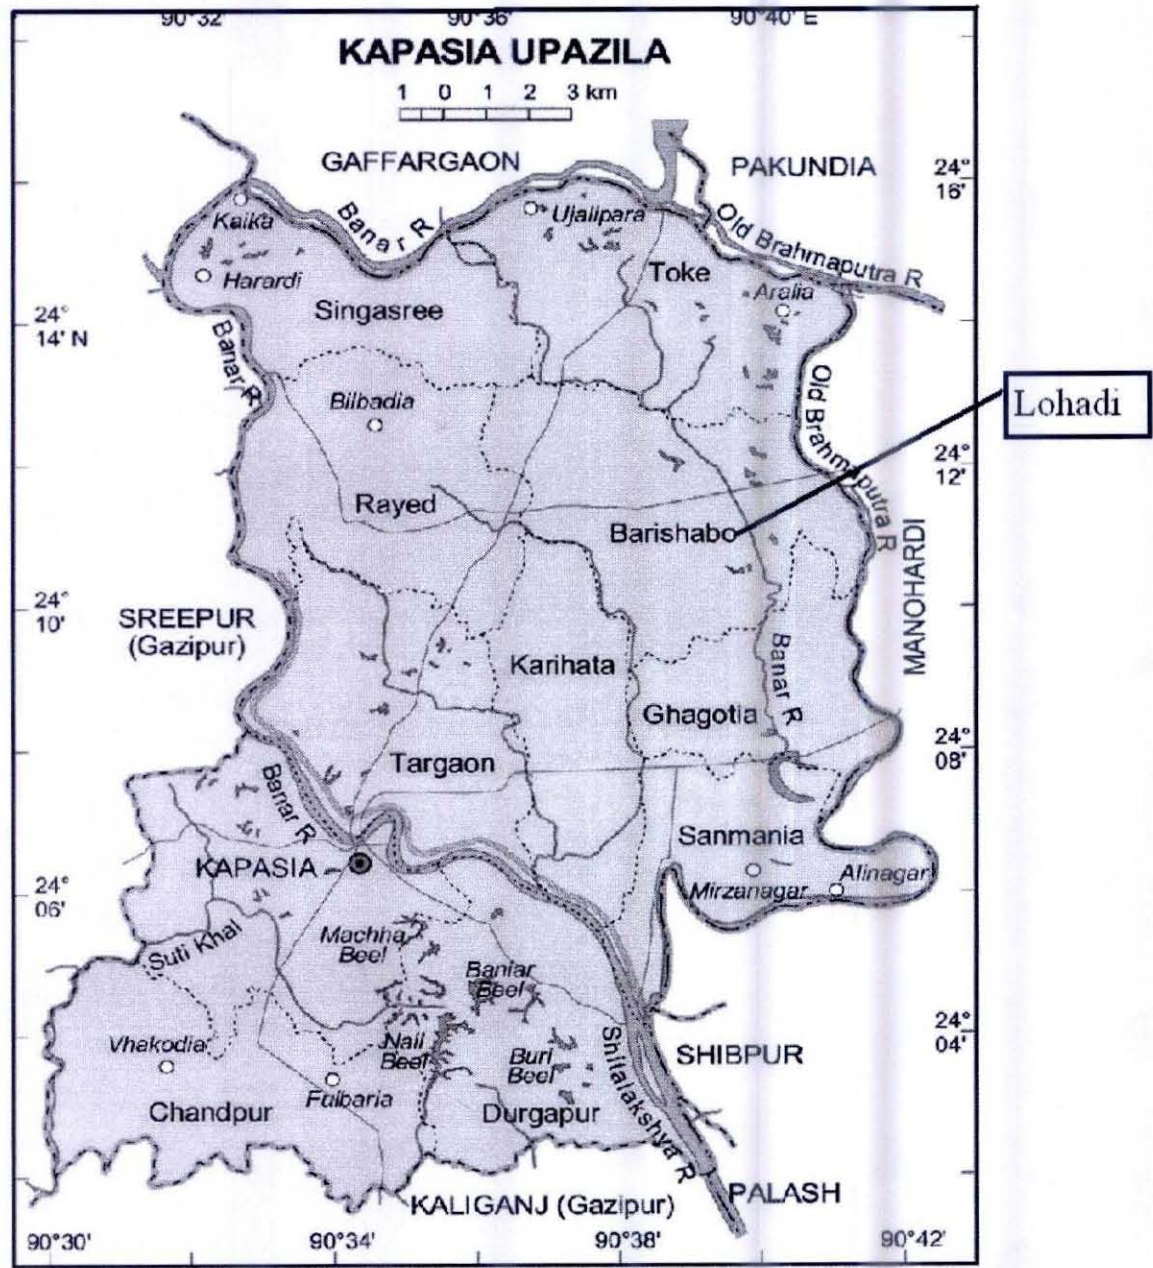 90°32'
90°36'
90°40' E
KAPASIA UPAZILA
1 0 1 2 3 km
GAFFARGAON
PAKUNDIA
24°
16'
Kaika
Banar R
Ujalipara
Old Brahmaputra R
Harardi
Toke
Aralia
Singasree
24°
14' N
Banar R
Bilbadia
Old Brahmaputra R
Lohadi
24°
12'
Rayed
Barishabo
MANOHARDI
24°
10'
SREEPUR
(Gazipur)
Karihata
Banar R
Ghagotia
24°
08'
Targaon
Banar R
Sanmania
KAPASIA
Mirzanagar
Alinagar
24°
06'
Suti Khal
Machha
Beel
Baniar
Beel
24°
04'
Vhakodia
Nail
Beel
Buri
Beel
Shitalakshya R
SHIBPUR
Fulbaria
Chandpur
Durgapur
KALIGANJ (Gazipur)
PALASH
90°30'
90°34'
90°38'
90°42'